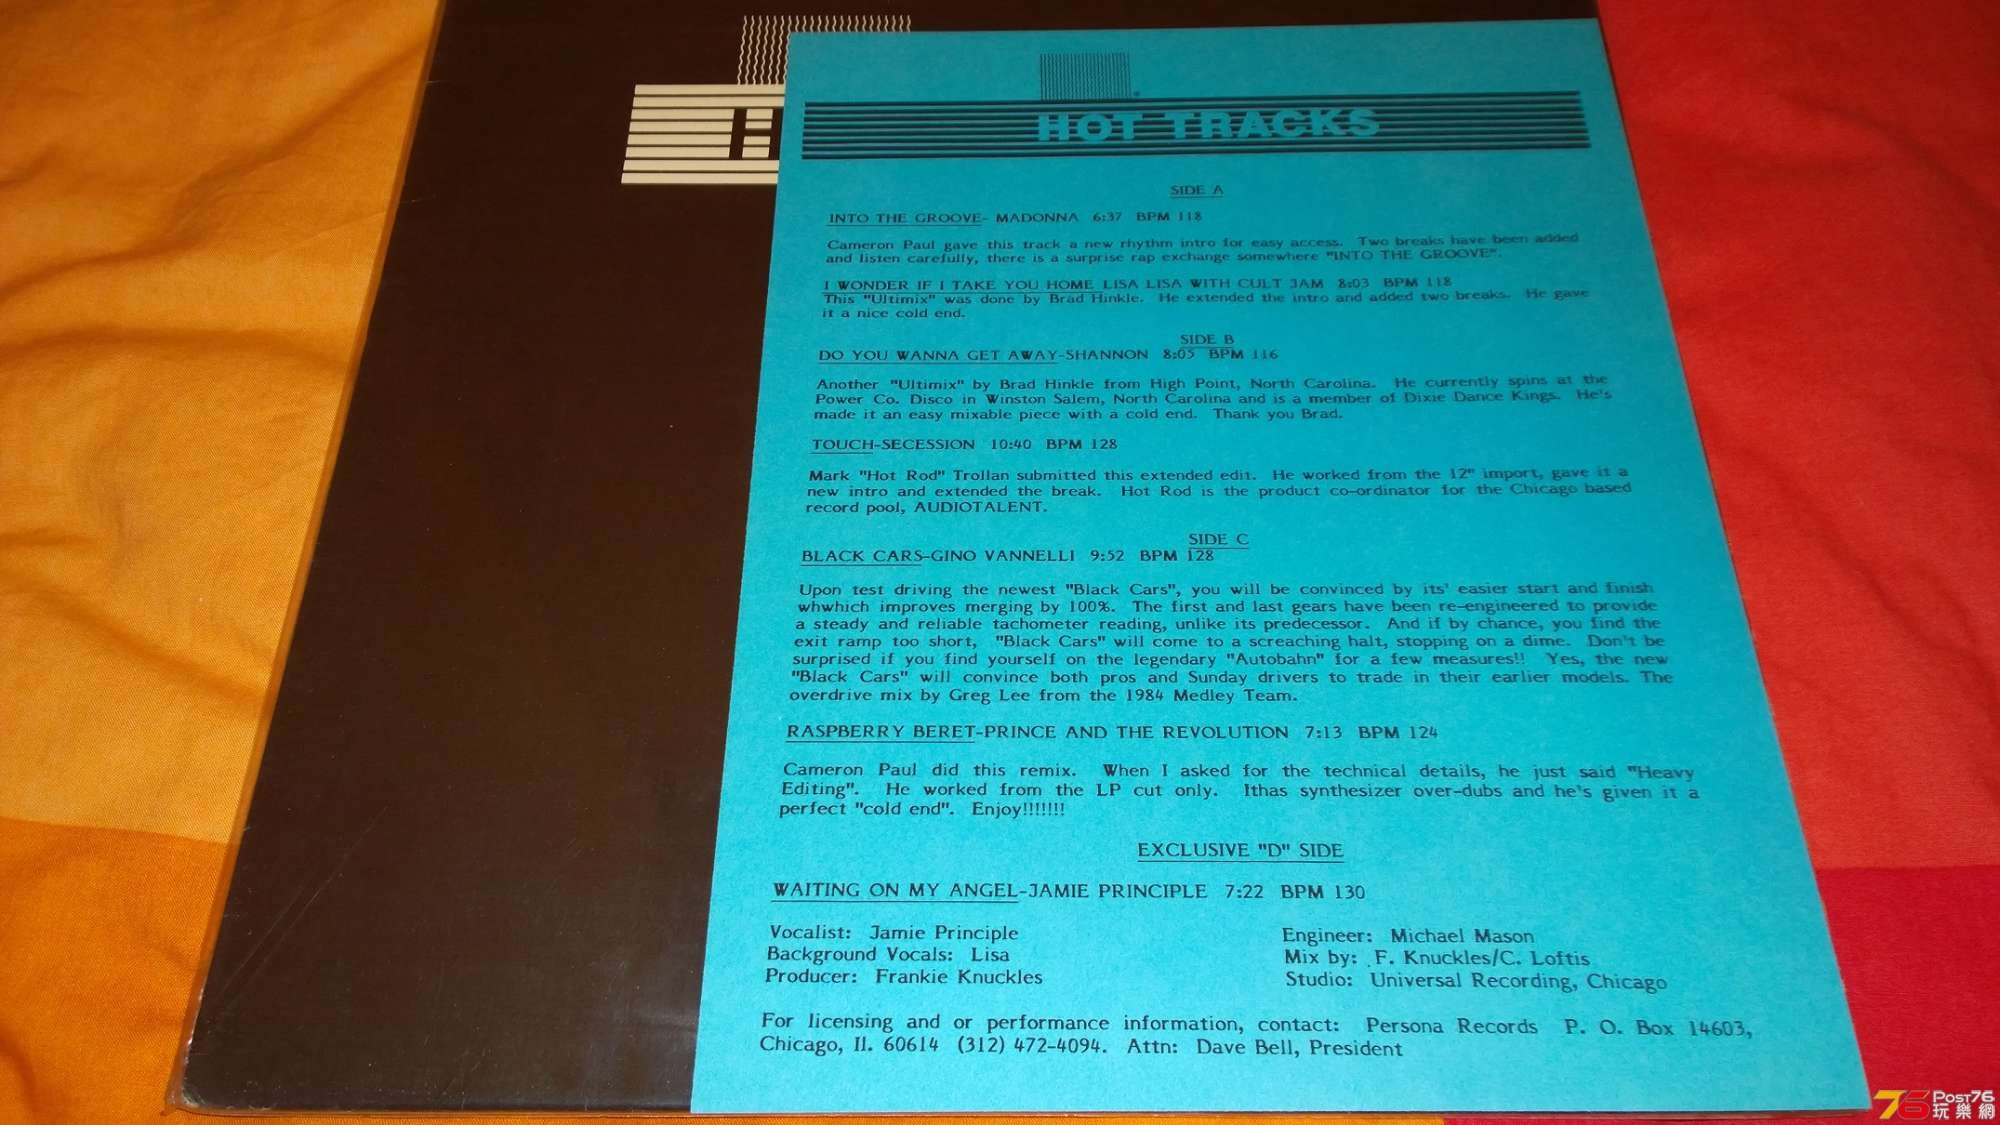 H
HOT TRACKS
SIDE A
INTO THE GROOVE- MADONNA 6:37 BPM 118
Cameron Paul gave this track a new rhythm intro for easy access. Two breaks have been added
and listen carefully, there is a surprise rap exchange somewhere "INTO THE GROOVE".
I WONDER IF I TAKE YOU HOME LISA LISA WITH CULT JAM 8:03 BPM 118
This "Ultimix" was done by Brad Hinkle. He extended the intro and added two breaks. He gave
it a nice cold end.
SIDE B
DO YOU WANNA GET AWAY-SHANNON 8:05 BPM 116
Another "Ultimix" by Brad Hinkle from High Point, North Carolina. He currently spins at the
Power Co. Disco in Winston Salem, North Carolina and is a member of Dixie Dance Kings. He's
made it an easy mixable piece with a cold end. Thank you Brad.
TOUCH-SECESSION 10:40 BPM 128
Mark "Hot Rod" Trollan submitted this extended edit. He worked from the 12" import, gave it a
new intro and extended the break. Hot Rod is the product co-ordinator for the Chicago based
record pool, AUDIOTALENT.
SIDE C
BLACK CARS-GINO VANNELLI 9:52 BPM 128
Upon test driving the newest "Black Cars", you will be convinced by its' easier start and finish
whwhich improves merging by 100%. The first and last gears have been re-engineered to provide
a steady and reliable tachometer reading, unlike its predecessor. And if by chance, you find the
exit ramp too short, "Black Cars" will come to a screaching halt, stopping on a dime. Don't be
surprised if you find yourself on the legendary "Autobahn" for a few measures!! Yes, the new
"Black Cars" will convince both pros and Sunday drivers to trade in their earlier models. The
overdrive mix by Greg Lee from the 1984 Medley Team.
RASPBERRY BERET-PRINCE AND THE REVOLUTION 7:13 BPM 124
Cameron Paul did this remix. When I asked for the technical details, he just said "Heavy
Editing". He worked from the LP cut only. Ithas synthesizer over-dubs and he's given it a
perfect "cold end". Enjoy!!!!!!!
EXCLUSIVE "D" SIDE
WAITING ON MY ANGEL-JAMIE PRINCIPLE 7:22 BPM 130
Vocalist: Jamie Principle
Background Vocals: Lisa
Producer: Frankie Knuckles
Engineer: Michael Mason
Mix by: F. Knuckles/C. Loftis
Studio: Universal Recording, Chicago
For licensing and or performance information, contact: Persona Records P. O. Box 14603,
Chicago, Il. 60614 (312) 472-4094. Attn: Dave Bell, President
76 Post76
玩樂網